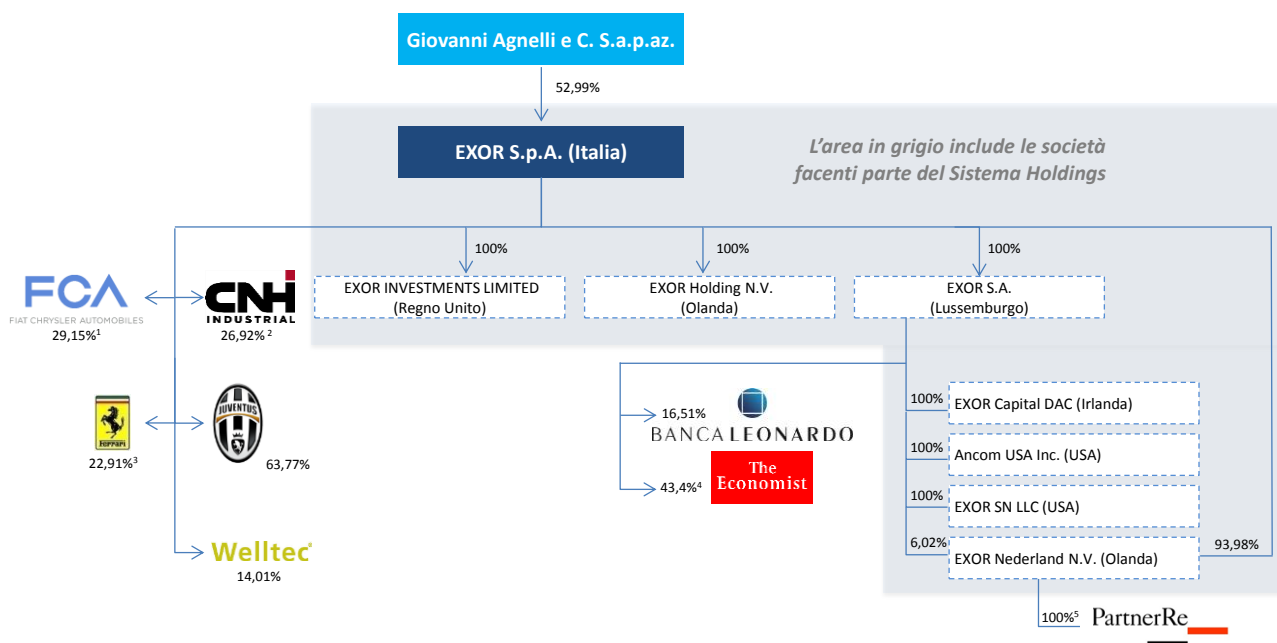 Giovanni Agnelli e C. S.a.p.az.
52,99%
EXOR S.p.A. (Italia)
L'area in grigio include le società
facenti parte del Sistema Holdings
100%
100%
100%
EXOR INVESTMENTS LIMITED
(Regno Unito)
EXOR Holding N.V.
(Olanda)
EXOR S.A.
(Lussemburgo)
FCA
FIAT CHRYSLER AUTOMOBILES
29,15%¹
CNH
INDUSTRIAL
26,92% ²
Ferrari
22,91%³
JUVENTUS
63,77%
Welltec
14,01%
16,51%
BANCA LEONARDO
43,4%⁴
The
Economist
100%
EXOR Capital DAC (Irlanda)
100%
Ancom USA Inc. (USA)
100%
EXOR SN LLC (USA)
6,02%
EXOR Nederland N.V. (Olanda)
93,98%
100%⁵
PartnerRe